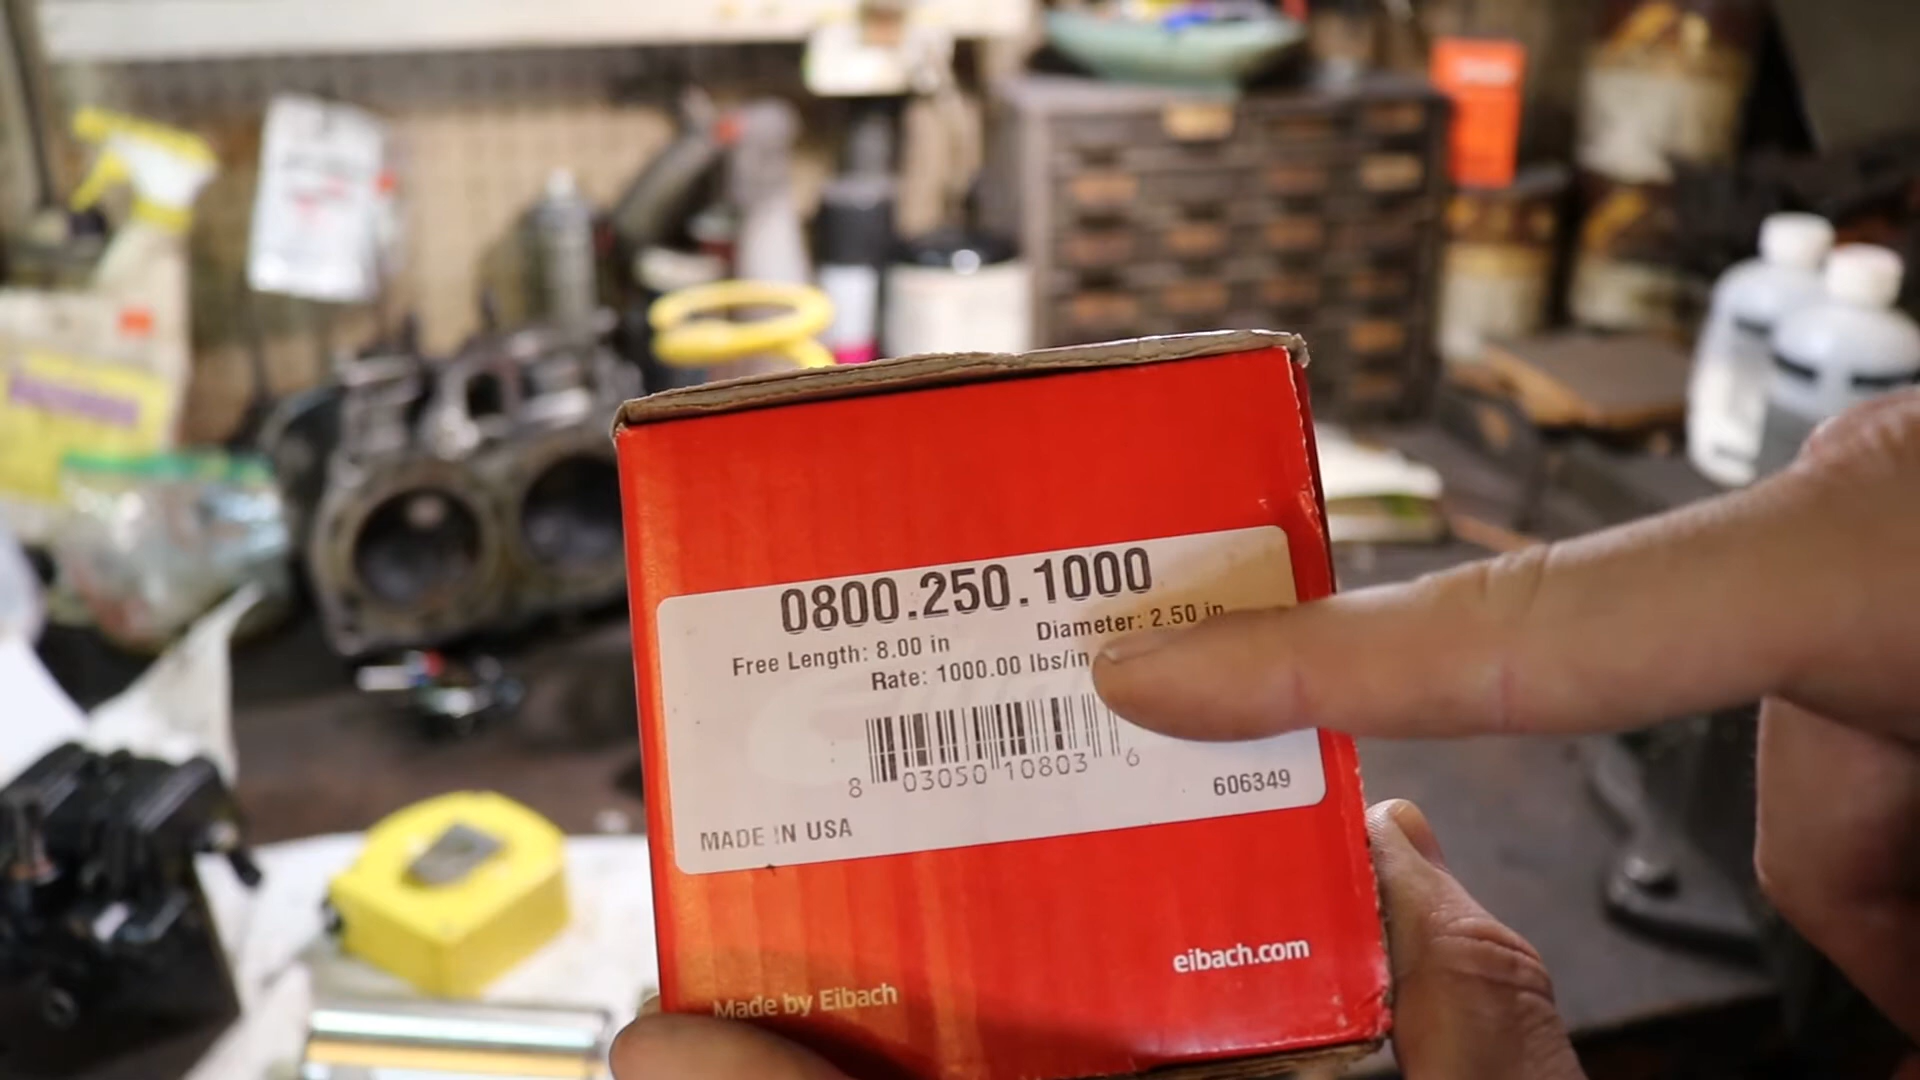 0800.250.1000
Free Length: 8.00 in Diameter: 2.50 in
Rate: 1000.00 lbs/in
8 03050 10803 6
606349
MADE IN USA
eibach.com
Made by Eibach